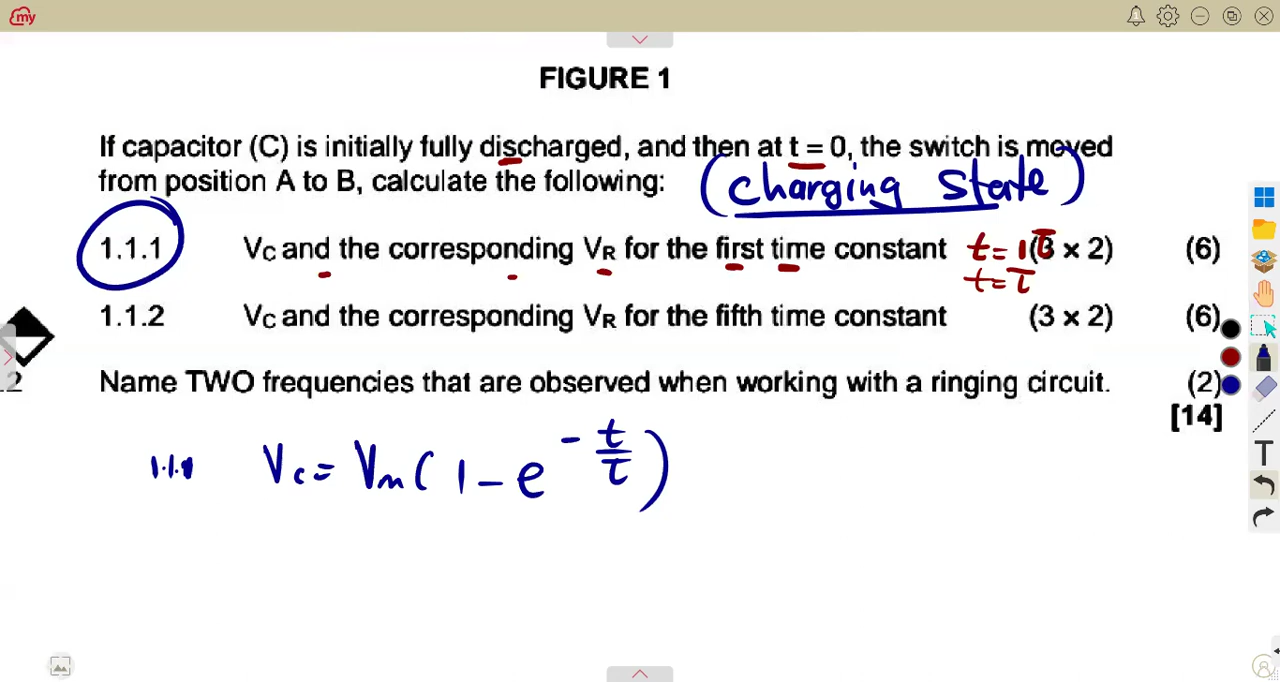 my
FIGURE 1
If capacitor (C) is initially fully discharged, and then at t = 0, the switch is moved
from position A to B, calculate the following: (charging state)
1.1.1 VC and the corresponding VR for the first time constant t = 1τ (3 x 2) (6)
t = τ
1.1.2 VC and the corresponding VR for the fifth time constant (3 x 2) (6)
.2 Name TWO frequencies that are observed when working with a ringing circuit. (2)
[14]
1.1.1 Vc = Vm(1 - e^-t/τ)
T